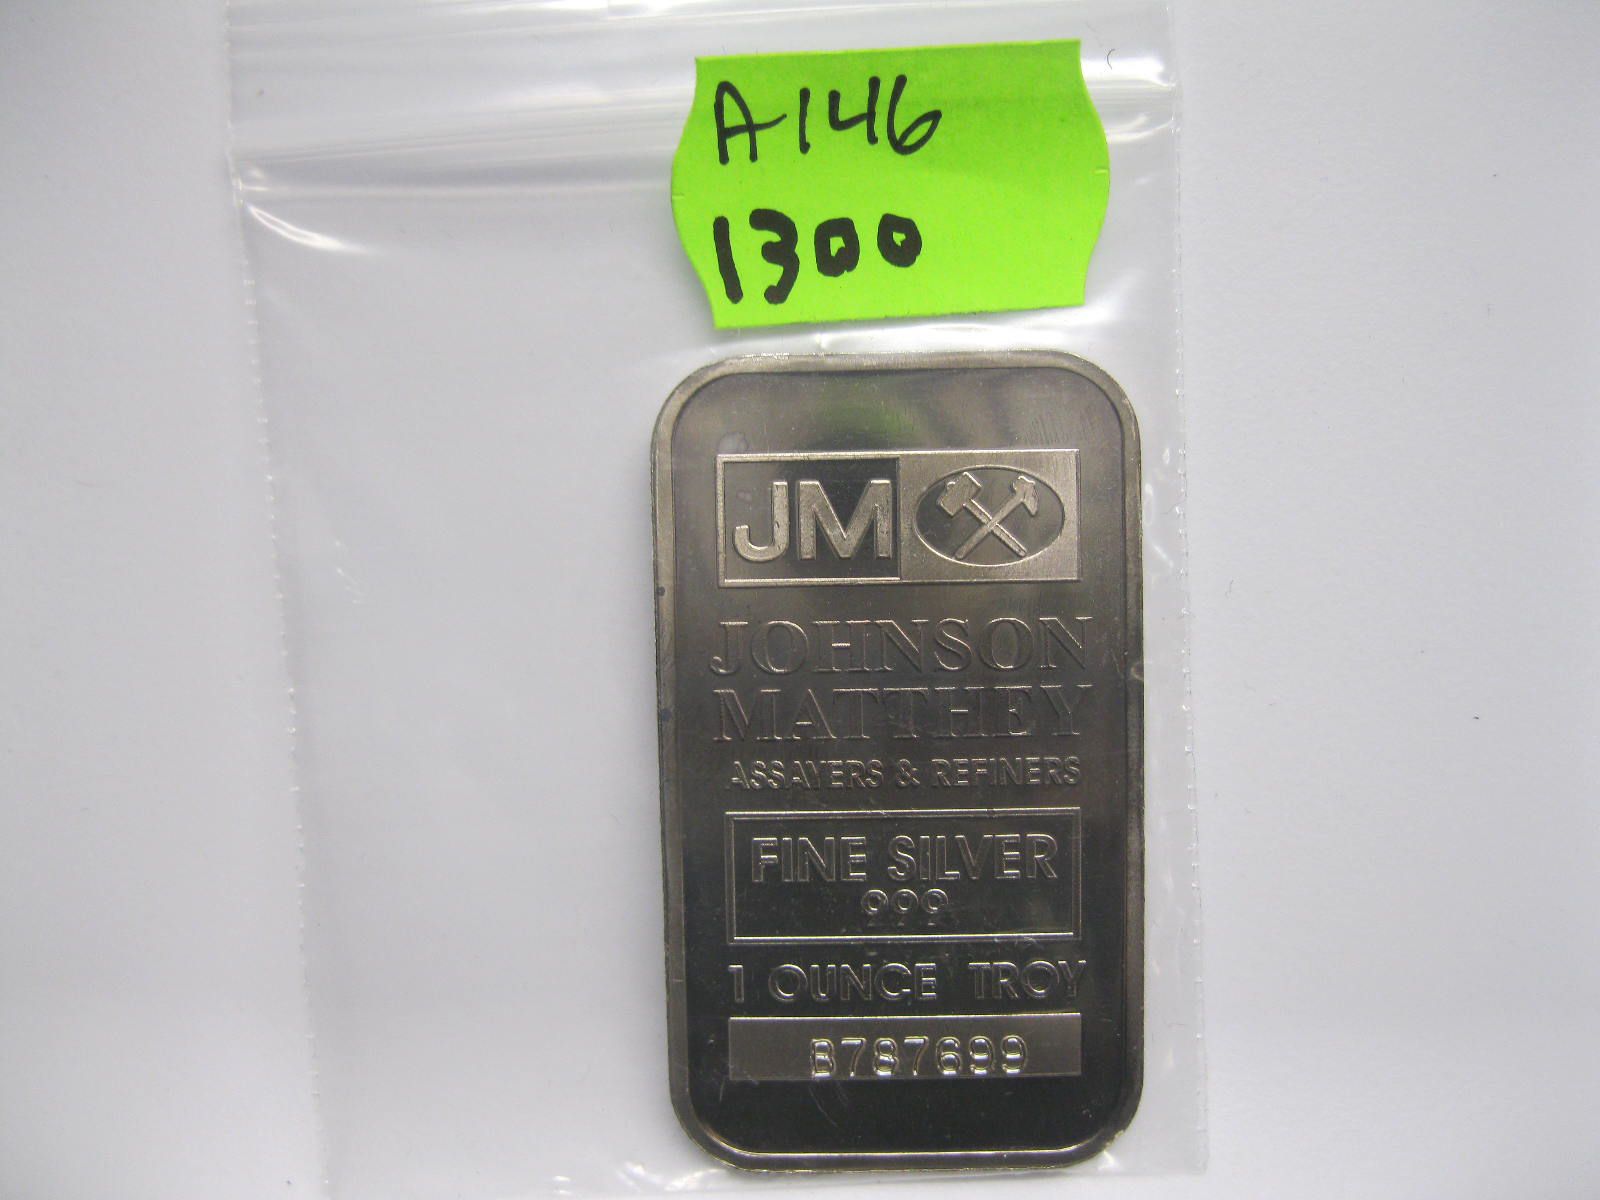 A146
1300
JM
JOHNSON
MATTHEY
ASSAYERS & REFINERS
FINE SILVER
999
1 OUNCE TROY
B787699